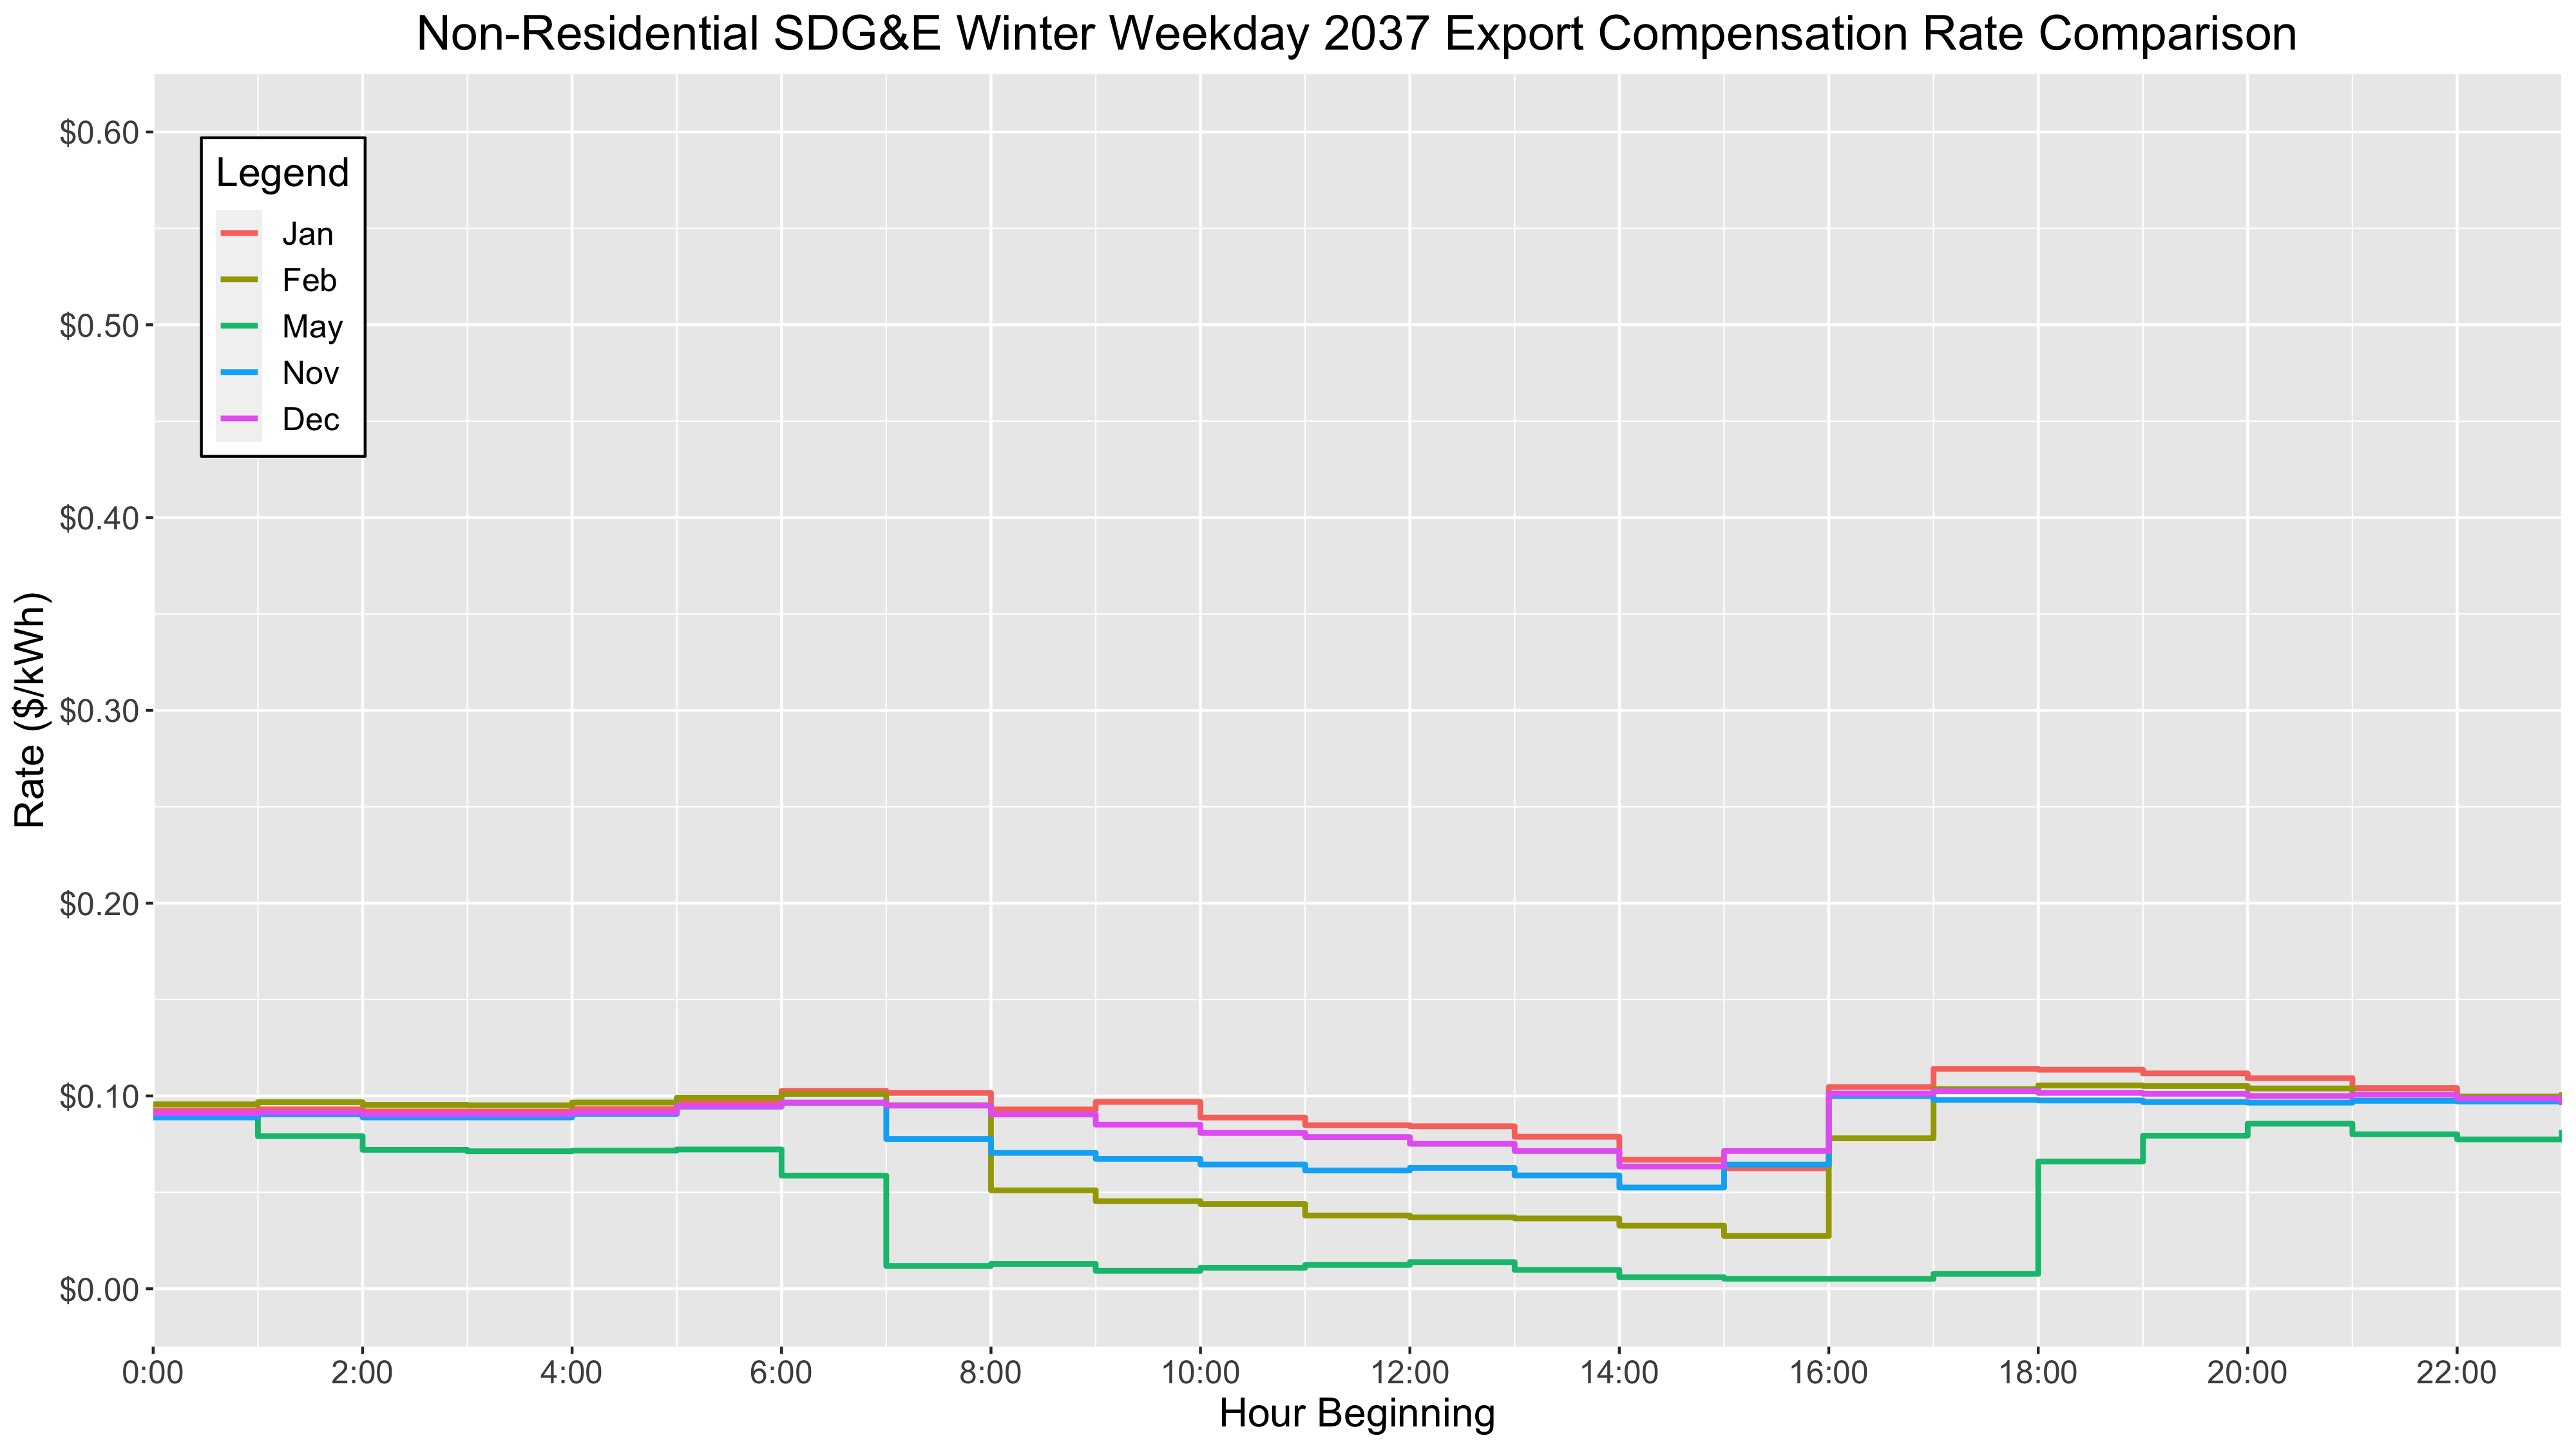 Non-Residential SDG&E Winter Weekday 2037 Export Compensation Rate Comparison
Legend
Jan
Feb
May
Nov
Dec
Rate ($/kWh)
$0.60
$0.50
$0.40
$0.30
$0.20
$0.10
$0.00
0:00 2:00 4:00 6:00 8:00 10:00 12:00 14:00 16:00 18:00 20:00 22:00
Hour Beginning